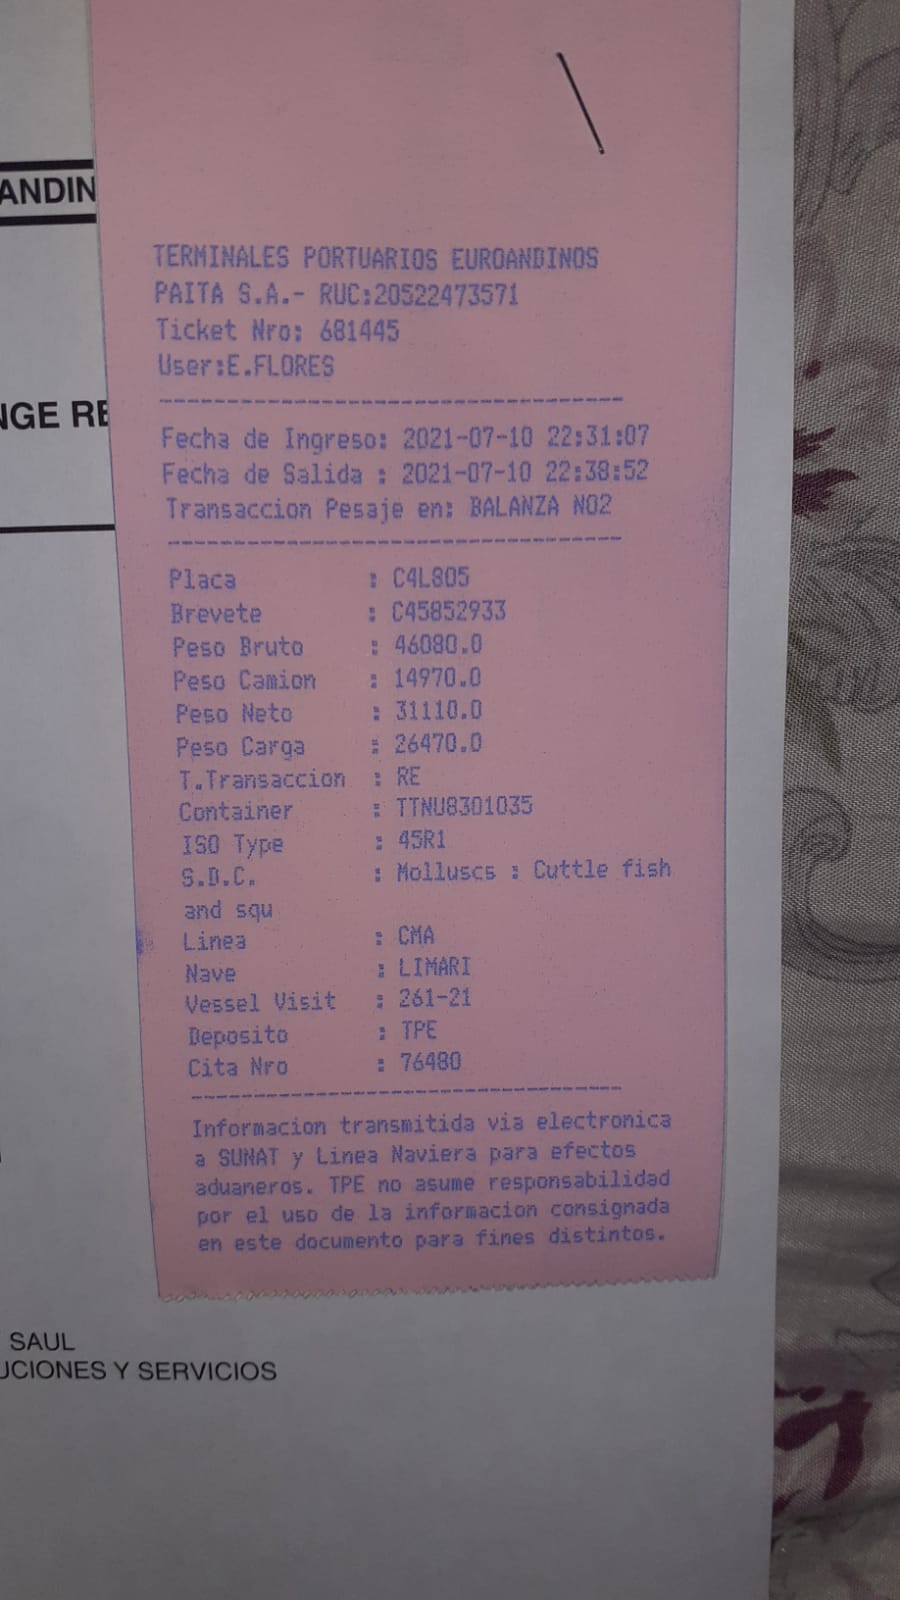 ANDIN
NGE RE
TERMINALES PORTUARIOS EUROANDINOS
PAITA S.A.- RUC:20522473571
Ticket Nro: 681445
User:E.FLORES
--------------------------------
Fecha de Ingreso: 2021-07-10 22:31:07
Fecha de Salida : 2021-07-10 22:38:52
Transaccion Pesaje en: BALANZA NO2
--------------------------------
Placa : C4L805
Brevete : C45852933
Peso Bruto : 46080.0
Peso Camion : 14970.0
Peso Neto : 31110.0
Peso Carga : 26470.0
T.Transaccion : RE
Container : TTNU8301035
ISO Type : 45R1
S.D.C. : Molluscs : Cuttle fish
and squ
Linea : CMA
Nave : LIMARI
Vessel Visit : 261-21
Deposito : TPE
Cita Nro : 76480
--------------------------------
Informacion transmitida via electronica
a SUNAT y Linea Naviera para efectos
aduaneros. TPE no asume responsabilidad
por el uso de la informacion consignada
en este documento para fines distintos.
SAUL
UCIONES Y SERVICIOS